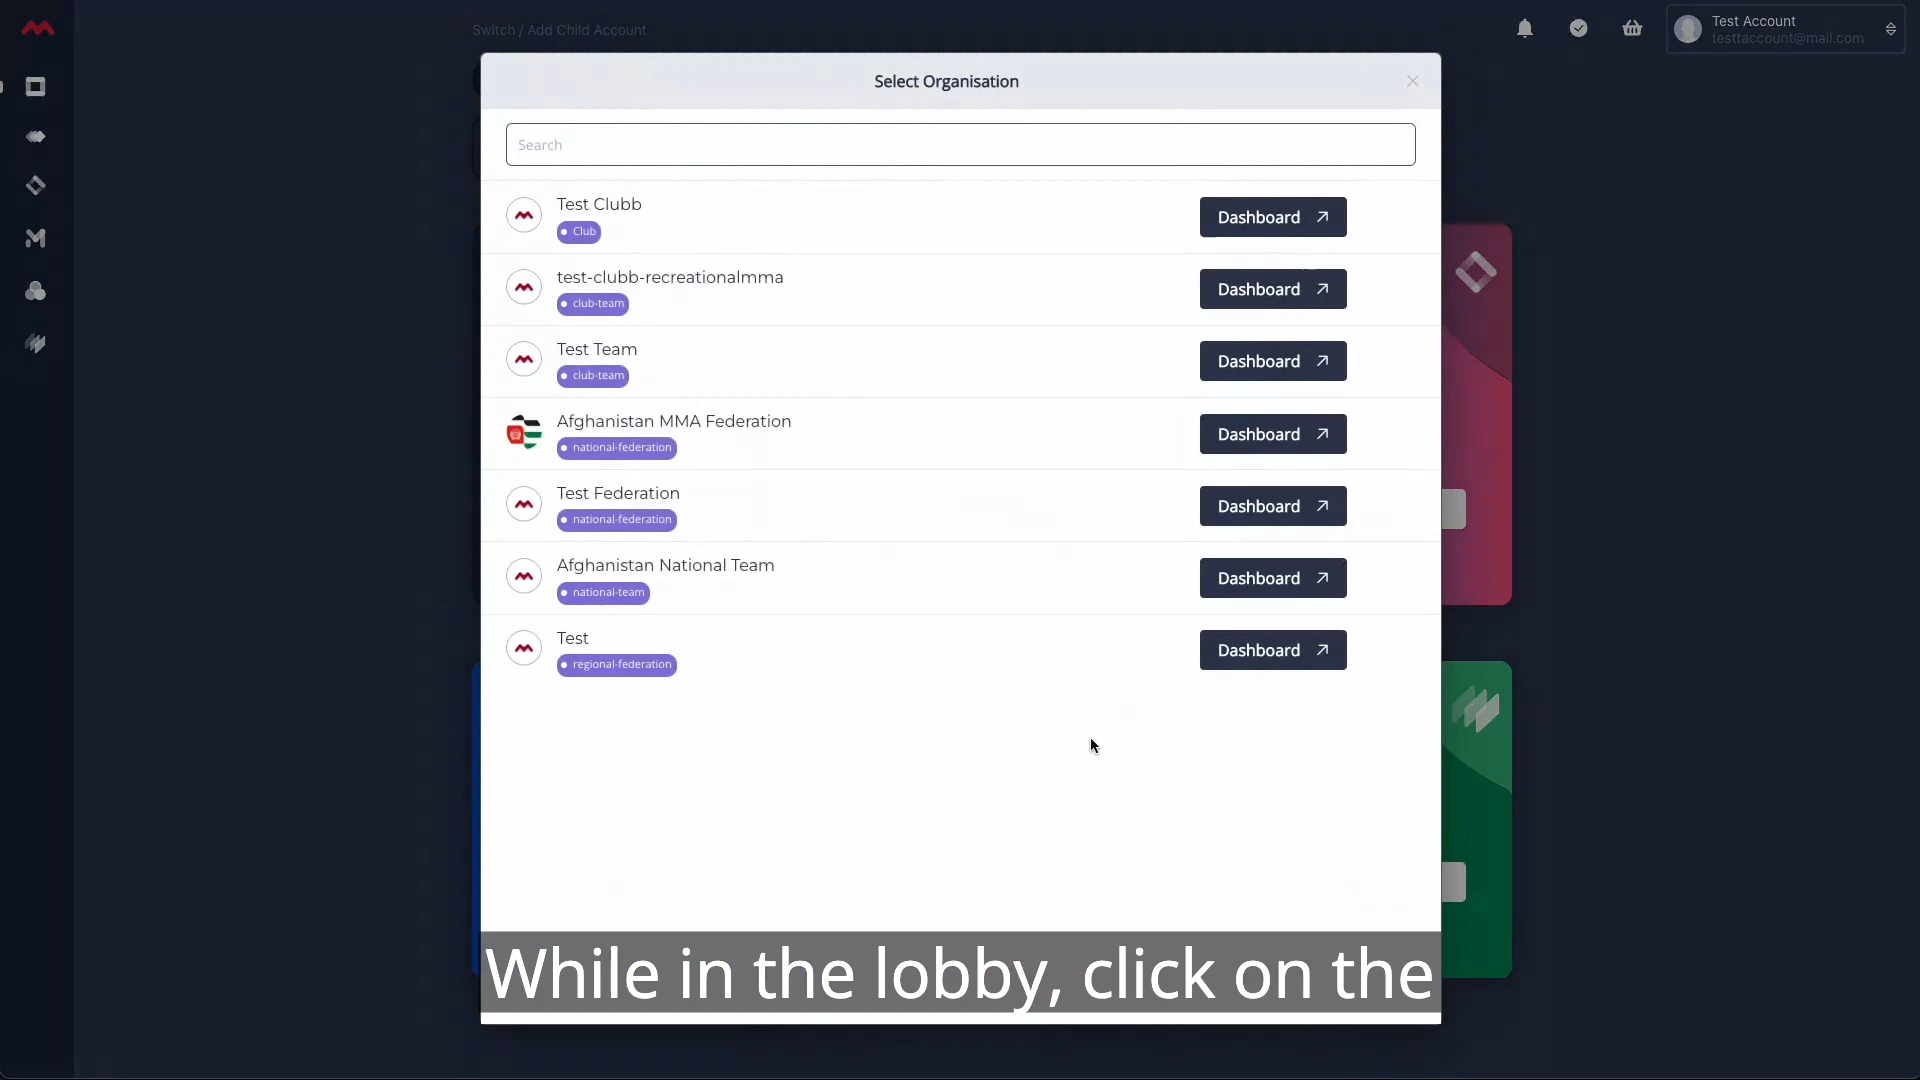 Switch / Add Child Account
Test Account
testtaccount@mail.com
Select Organisation
Search
Test Clubb
Club
Dashboard
test-clubb-recreationalmma
club-team
Dashboard
Test Team
club-team
Dashboard
Afghanistan MMA Federation
national-federation
Dashboard
Test Federation
national-federation
Dashboard
Afghanistan National Team
national-team
Dashboard
Test
regional-federation
Dashboard
While in the lobby, click on the